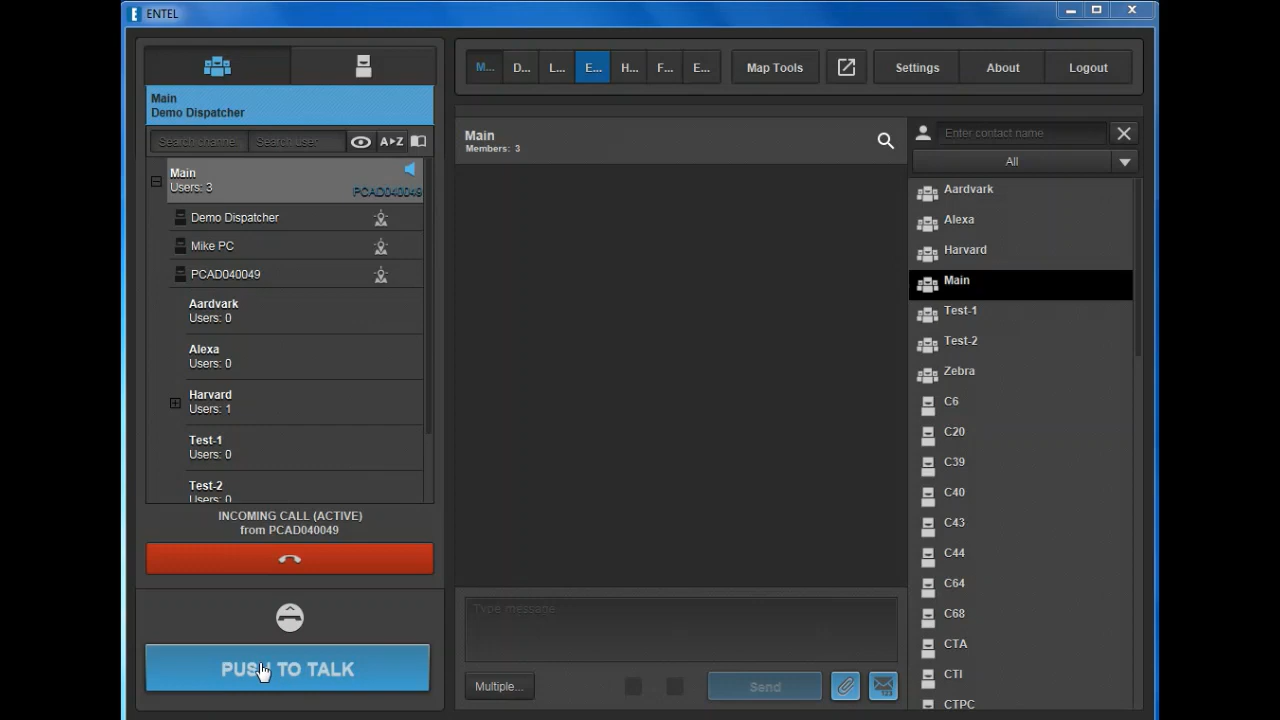 ENTEL
Main
Demo Dispatcher
Search channel
Search user
A▸Z
Main
Users: 3
PCAD040049
Demo Dispatcher
Mike PC
PCAD040049
Aardvark
Users: 0
Alexa
Users: 0
Harvard
Users: 1
Test-1
Users: 0
Test-2
Users: 0
INCOMING CALL (ACTIVE)
from PCAD040049
PUSH TO TALK
M... D... L... E... H... F... E... Map Tools Settings About Logout
Main
Members: 3
Type message
Multiple... Send
Enter contact name
All
Aardvark
Alexa
Harvard
Main
Test-1
Test-2
Zebra
C6
C20
C39
C40
C43
C44
C64
C68
CTA
CTI
CTPC